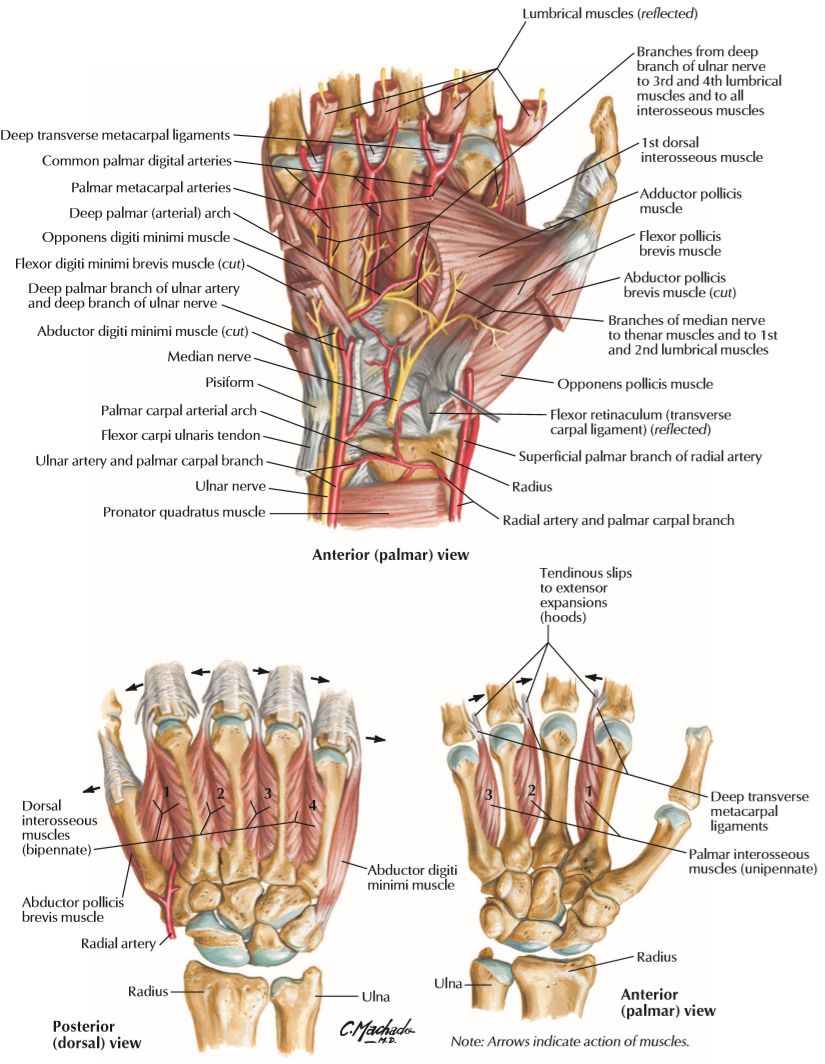 Lumbrical muscles (reflected)
Branches from deep
branch of ulnar nerve
to 3rd and 4th lumbrical
muscles and to all
interosseous muscles
Deep transverse metacarpal ligaments
Common palmar digital arteries
Palmar metacarpal arteries
Deep palmar (arterial) arch
Opponens digiti minimi muscle
Flexor digiti minimi brevis muscle (cut)
Deep palmar branch of ulnar artery
and deep branch of ulnar nerve
Abductor digiti minimi muscle (cut)
Median nerve
Pisiform
Palmar carpal arterial arch
Flexor carpi ulnaris tendon
Ulnar artery and palmar carpal branch
Ulnar nerve
Pronator quadratus muscle
1st dorsal
interosseous muscle
Adductor pollicis
muscle
Flexor pollicis
brevis muscle
Abductor pollicis
brevis muscle (cut)
Branches of median nerve
to thenar muscles and to 1st
and 2nd lumbrical muscles
Opponens pollicis muscle
Flexor retinaculum (transverse
carpal ligament) (reflected)
Superficial palmar branch of radial artery
Radius
Radial artery and palmar carpal branch
Anterior (palmar) view
Tendinous slips
to extensor
expansions
(hoods)
1
2
3
4
Dorsal
interosseous
muscles
(bipennate)
Abductor pollicis
brevis muscle
Radial artery
Abductor digiti
minimi muscle
Radius
Ulna
Posterior
(dorsal) view
C. Machado
M.D.
3
2
1
Deep transverse
metacarpal
ligaments
Palmar interosseous
muscles (unipennate)
Radius
Ulna
Anterior
(palmar) view
Note: Arrows indicate action of muscles.